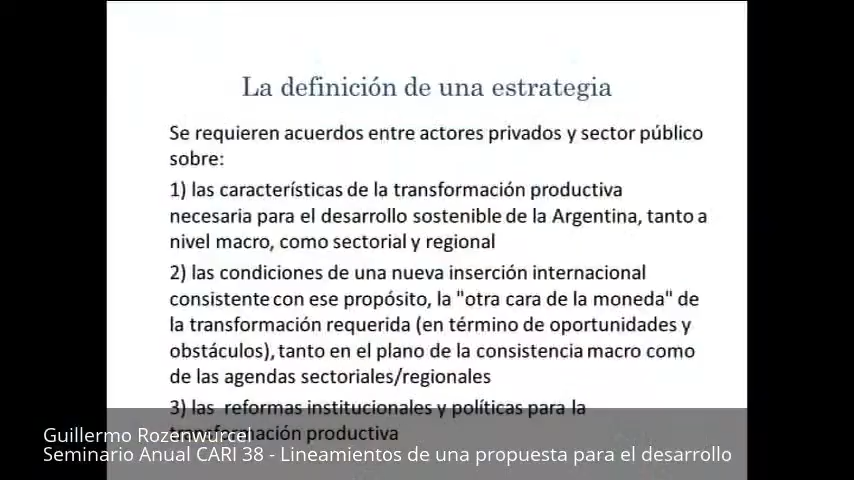 La definición de una estrategia
Se requieren acuerdos entre actores privados y sector público
sobre:
1) las características de la transformación productiva
necesaria para el desarrollo sostenible de la Argentina, tanto a
nivel macro, como sectorial y regional
2) las condiciones de una nueva inserción internacional
consistente con ese propósito, la "otra cara de la moneda" de
la transformación requerida (en término de oportunidades y
obstáculos), tanto en el plano de la consistencia macro como
de las agendas sectoriales/regionales
3) las reformas institucionales y políticas para la
transformación productiva
Guillermo Rozenwurcel
Seminario Anual CARI 38 - Lineamientos de una propuesta para el desarrollo